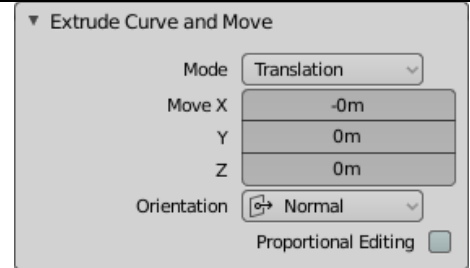 Extrude Curve and Move
Mode Translation
Move X -0m
Y 0m
Z 0m
Orientation Normal
Proportional Editing